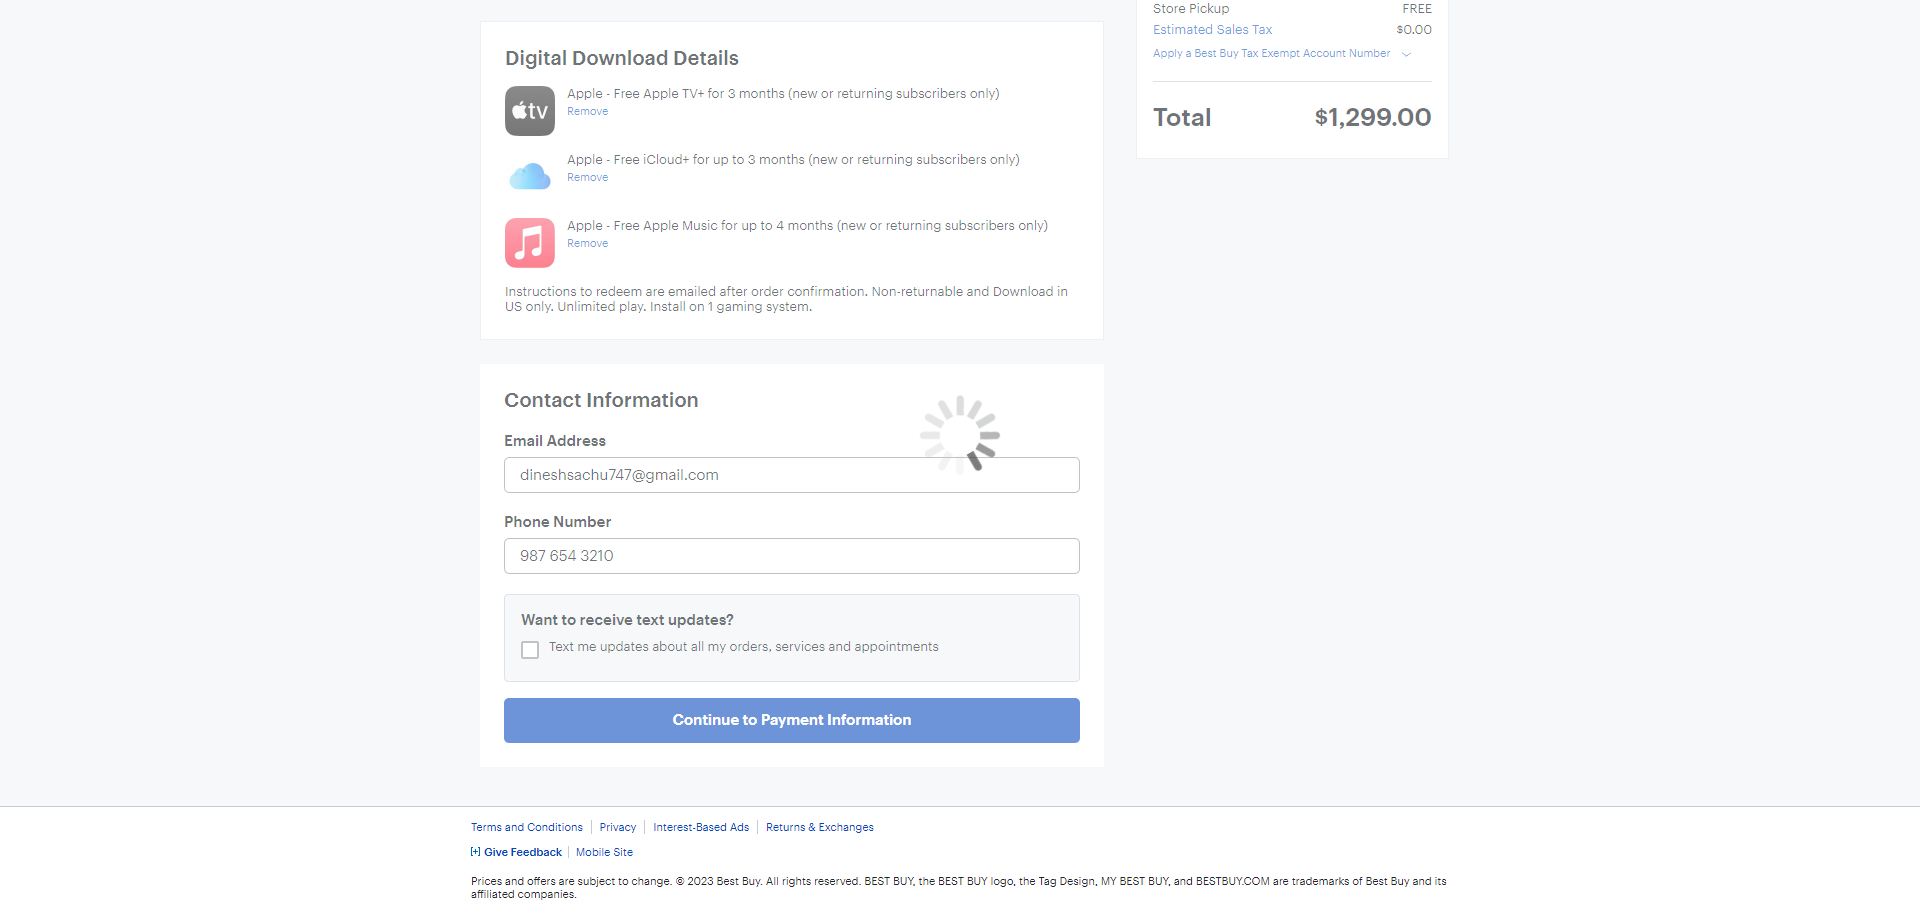 Store Pickup FREE
Estimated Sales Tax $0.00
Apply a Best Buy Tax Exempt Account Number
Total $1,299.00
Digital Download Details
tv
Apple - Free Apple TV+ for 3 months (new or returning subscribers only)
Remove
Apple - Free iCloud+ for up to 3 months (new or returning subscribers only)
Remove
Apple - Free Apple Music for up to 4 months (new or returning subscribers only)
Remove
Instructions to redeem are emailed after order confirmation. Non-returnable and Download in
US only. Unlimited play. Install on 1 gaming system.
Contact Information
Email Address
dineshsachu747@gmail.com
Phone Number
987 654 3210
Want to receive text updates?
Text me updates about all my orders, services and appointments
Continue to Payment Information
Terms and Conditions | Privacy | Interest-Based Ads | Returns & Exchanges
[+] Give Feedback | Mobile Site
Prices and offers are subject to change. © 2023 Best Buy. All rights reserved. BEST BUY, the BEST BUY logo, the Tag Design, MY BEST BUY, and BESTBUY.COM are trademarks of Best Buy and its
affiliated companies.